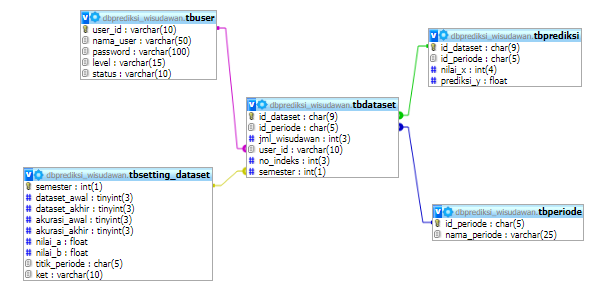 dbprediksi_wisudawan.tbuser
user_id : varchar(10)
nama_user : varchar(50)
password : varchar(100)
level : varchar(15)
status : varchar(10)
dbprediksi_wisudawan.tbprediksi
id_dataset : char(9)
id_periode : char(5)
nilai_x : int(4)
prediksi_y : float
dbprediksi_wisudawan.tbdataset
id_dataset : char(9)
id_periode : char(5)
jml_wisudawan : int(3)
user_id : varchar(10)
no_indeks : int(3)
semester : int(1)
dbprediksi_wisudawan.tbsetting_dataset
semester : int(1)
dataset_awal : tinyint(3)
dataset_akhir : tinyint(3)
akurasi_awal : tinyint(3)
akurasi_akhir : tinyint(3)
nilai_a : float
nilai_b : float
titik_periode : char(5)
ket : varchar(10)
dbprediksi_wisudawan.tbperiode
id_periode : char(5)
nama_periode : varchar(25)